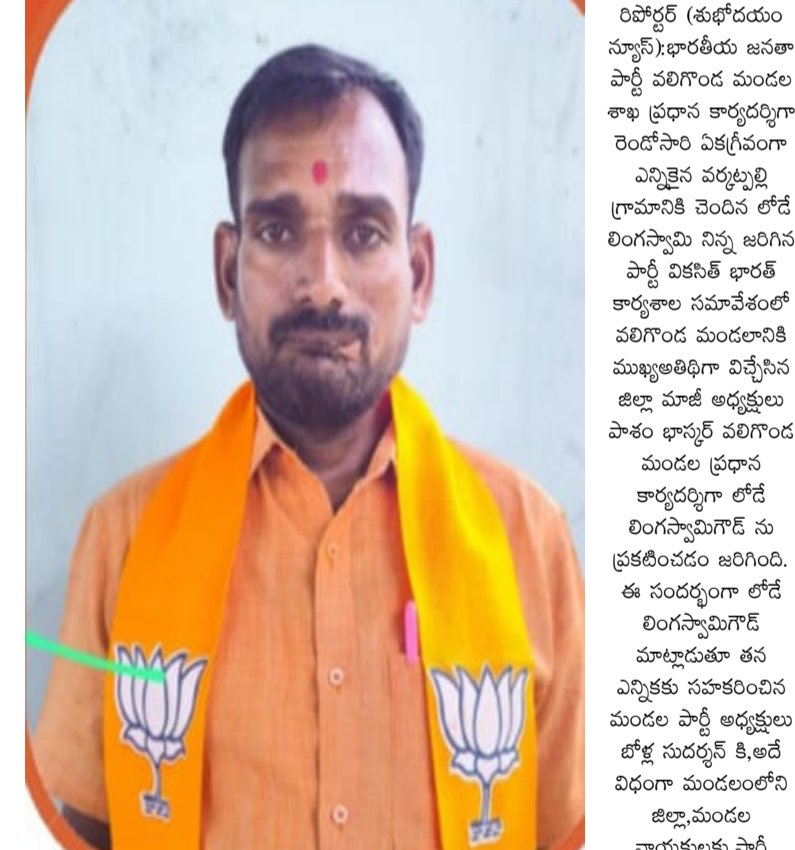 రిపోర్టర్ (శుభోదయం
న్యూస్):భారతీయ జనతా
పార్టీ వలిగొండ మండల
శాఖ ప్రధాన కార్యదర్శిగా
రెండోసారి ఏకగ్రీవంగా
ఎన్నికైన వర్కట్పల్లి
గ్రామానికి చెందిన లోడే
లింగస్వామి నిన్న జరిగిన
పార్టీ వికసిత్ భారత్
కార్యశాల సమావేశంలో
వలిగొండ మండలానికి
ముఖ్యఅతిథిగా విచ్చేసిన
జిల్లా మాజీ అధ్యక్షులు
పాశం భాస్కర్ వలిగొండ
మండల ప్రధాన
కార్యదర్శిగా లోడే
లింగస్వామిగౌడ్ ను
ప్రకటించడం జరిగింది.
ఈ సందర్భంగా లోడే
లింగస్వామిగౌడ్
మాట్లాడుతూ తన
ఎన్నికకు సహకరించిన
మండల పార్టీ అధ్యక్షులు
బోళ్ల సుదర్శన్ కి,అదే
విధంగా మండలంలోని
జిల్లా,మండల